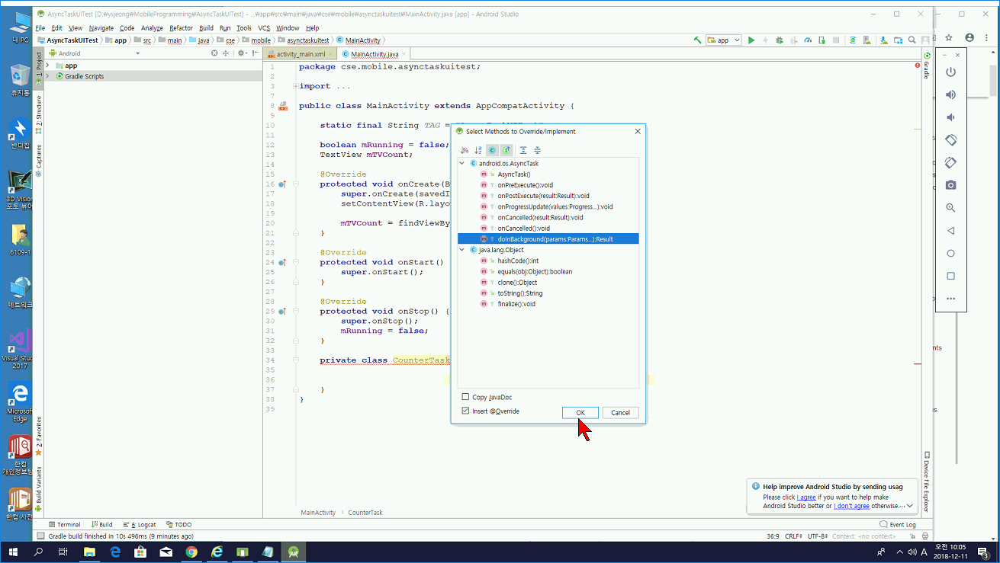 AsyncTaskUITest [D:₩ysjeong₩MobileProgramming₩AsyncTaskUITest] - ...₩app₩src₩main₩java₩cse₩mobile₩asynctaskuitest₩MainActivity.java [app] - Android Studio
File Edit View Navigate Code Analyze Refactor Build Run Tools VCS Window Help
AsyncTaskUITest app src main java cse mobile asynctaskuitest MainActivity
app
Android
activity_main.xml
MainActivity.java
1: Project
Z: Structure
Captures
2: Favorites
Build Variants
Gradle
Device File Explorer
app
Gradle Scripts
1 package cse.mobile.asynctaskuitest;
2
3 import ...
7
8 public class MainActivity extends AppCompatActivity {
9
10 static final String TAG =
11
12 boolean mRunning = false;
13 TextView mTVCount;
14
15 @Override
16 protected void onCreate(B
17 super.onCreate(savedI
18 setContentView(R.layo
19
20 mTVCount = findViewBy
21 }
22
23 @Override
24 protected void onStart()
25 super.onStart();
26 }
27
28 @Override
29 protected void onStop() {
30 super.onStop();
31 mRunning = false;
32 }
33
34 private class CounterTask
35
36
37 }
38 }
39
MainActivity CounterTask
Select Methods to Override/Implement
android.os.AsyncTask
AsyncTask()
onPreExecute():void
onPostExecute(result:Result):void
onProgressUpdate(values:Progress...):void
onCancelled(result:Result):void
onCancelled():void
doInBackground(params:Params...):Result
java.lang.Object
hashCode():int
equals(obj:Object):boolean
clone():Object
toString():String
finalize():void
Copy JavaDoc
Insert @Override
OK
Cancel
Help improve Android Studio by sending usag
Please click I agree if you want to help make
Android Studio better or I don't agree otherwise....
Terminal Build 6: Logcat TODO
Event Log
Gradle build finished in 10s 496ms (9 minutes ago)
36:9 CRLF÷ UTF-8÷ Context: <no context>
내 PC
휴지통
반디집
3D Vision
포토 뷰어
6109-1
네트워크
Visual Stud
2017
Microsof
Edge
한컴
개인정보탐
한컴 사전
nts
A
오전 10:05
2018-12-11
3